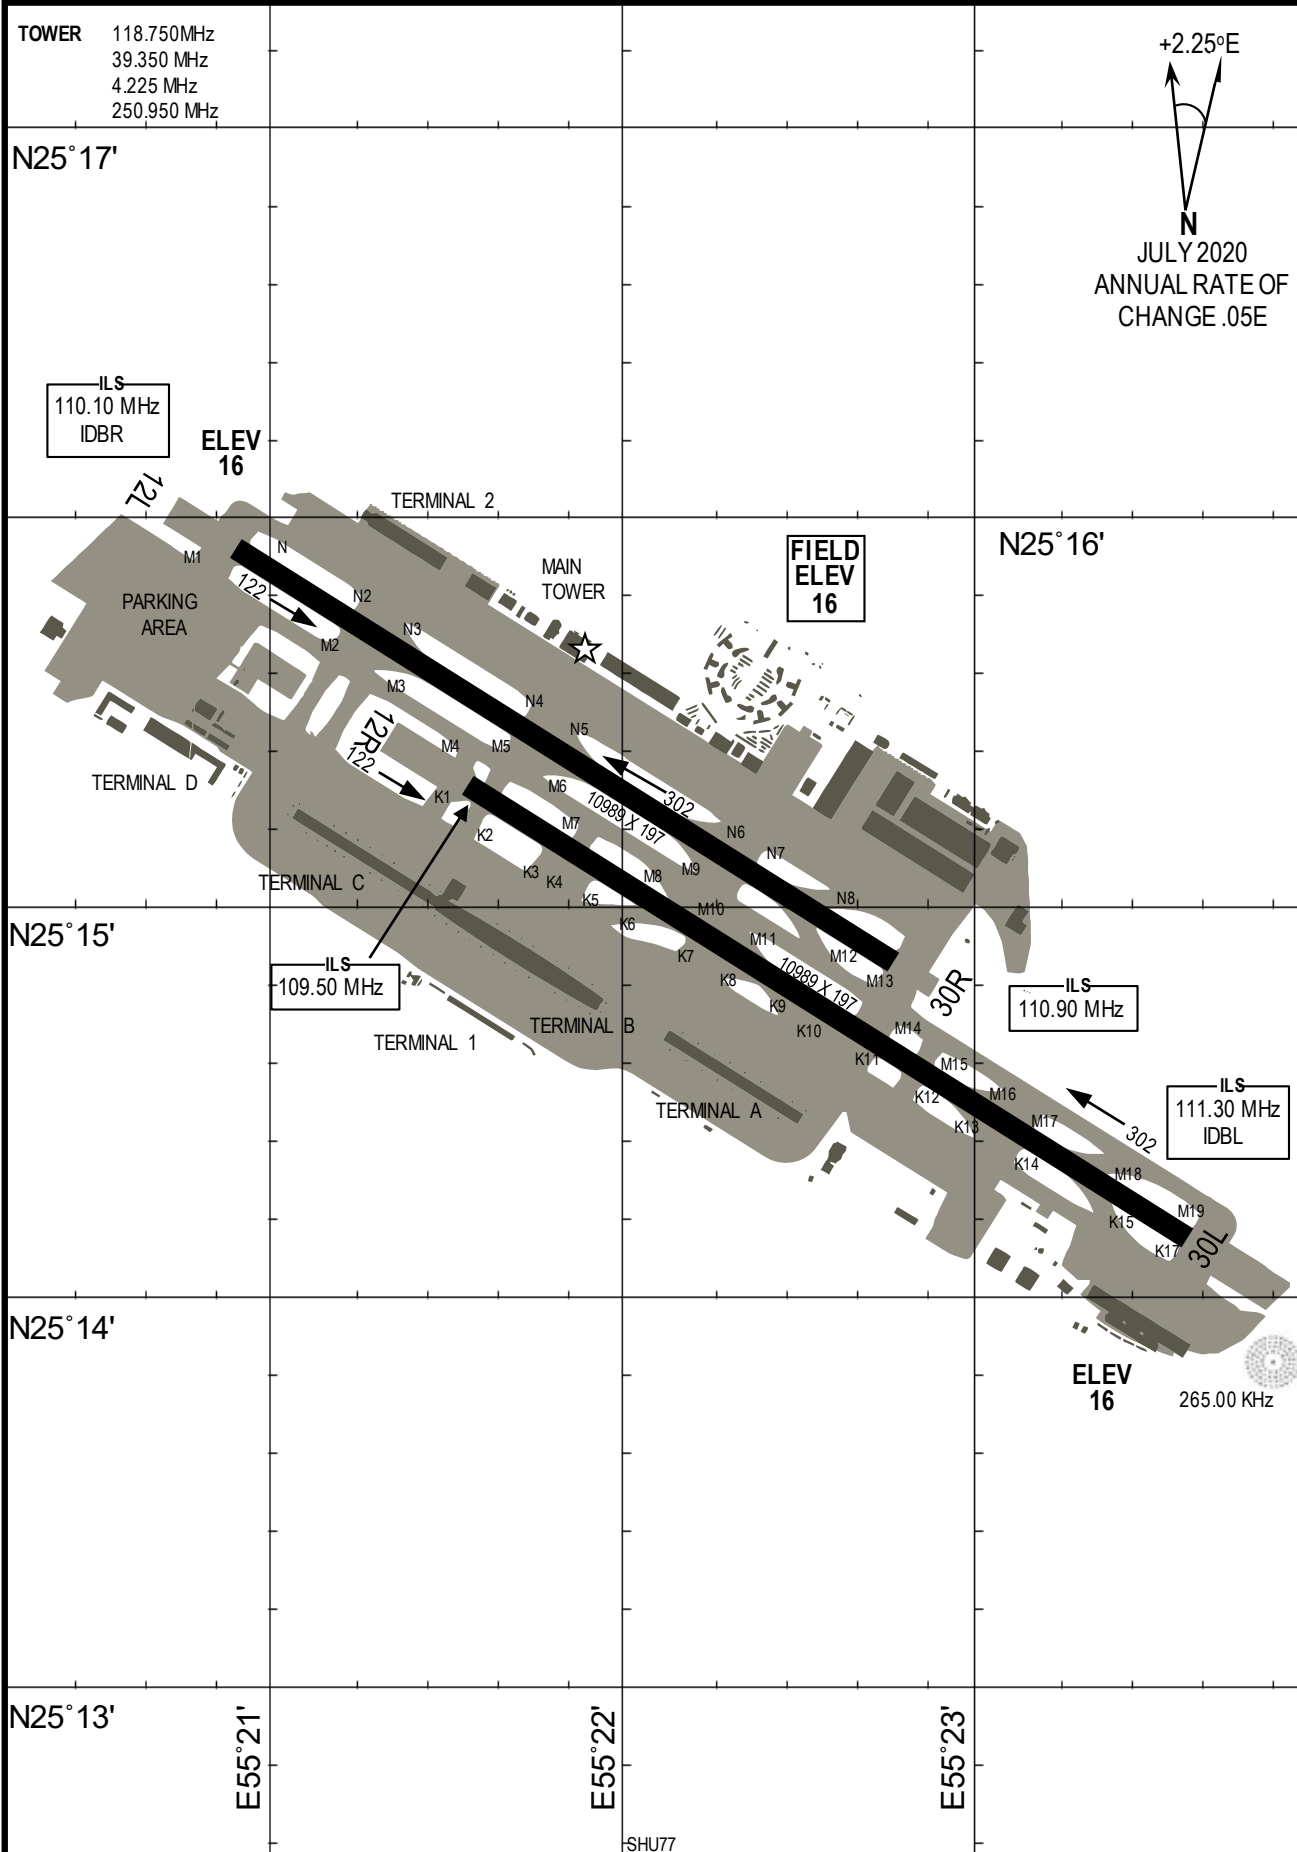 TOWER 118.750MHz
39.350 MHz
4.225 MHz
250.950 MHz
+2.25ºE
N
JULY 2020
ANNUAL RATE OF
CHANGE .05E
N25°17'
ILS
110.10 MHz
IDBR
ELEV
16
12L
TERMINAL 2
N25°16'
M1
N
MAIN
TOWER
FIELD
ELEV
16
122
PARKING
AREA
N2
N3
M2
M3
N4
N5
12R
M4
M5
122
TERMINAL D
M6
302
K1
10989 X 197
K2
M7
N6
N7
K3
K4
M9
M8
TERMINAL C
K5
N8
M10
N25°15'
K6
M11
M12
K7
ILS
109.50 MHz
K8
10989 X 197
M13
30R
ILS
110.90 MHz
K9
TERMINAL B
K10
M14
TERMINAL 1
K11
M15
K12
M16
TERMINAL A
K13
M17
302
ILS
111.30 MHz
IDBL
K14
M18
M19
K15
K17
30L
N25°14'
ELEV
16
265.00 KHz
N25°13'
E55°21'
E55°22'
E55°23'
SHU77